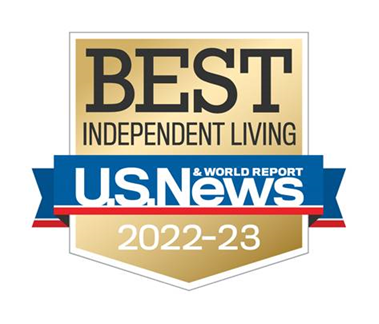 BEST
INDEPENDENT LIVING
& WORLD REPORT
U.S.News
2022-23